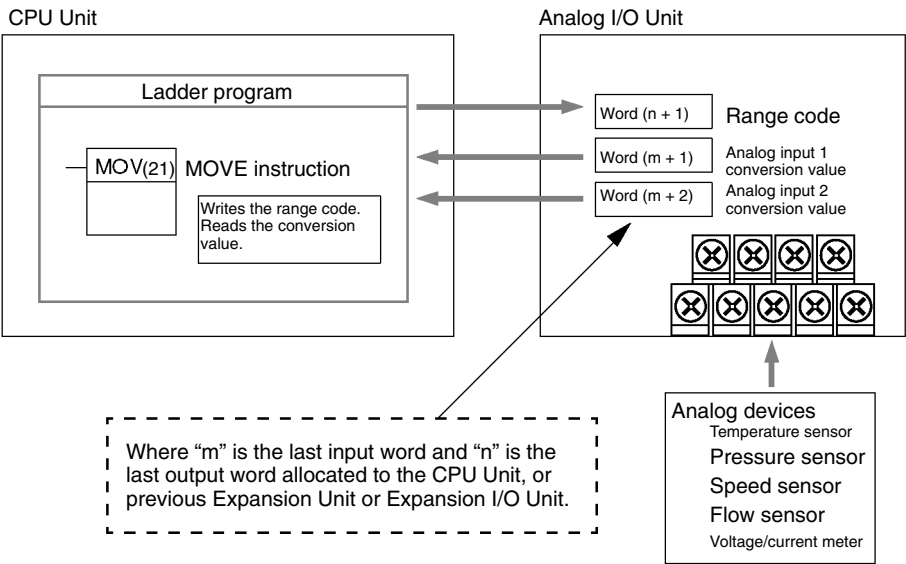 CPU Unit
Analog I/O Unit
Ladder program
MOV(21)
MOVE instruction
Writes the range code.
Reads the conversion
value.
Word (n + 1)
Range code
Word (m + 1)
Analog input 1
conversion value
Word (m + 2)
Analog input 2
conversion value
Where “m” is the last input word and “n” is the
last output word allocated to the CPU Unit, or
previous Expansion Unit or Expansion I/O Unit.
Analog devices
Temperature sensor
Pressure sensor
Speed sensor
Flow sensor
Voltage/current meter